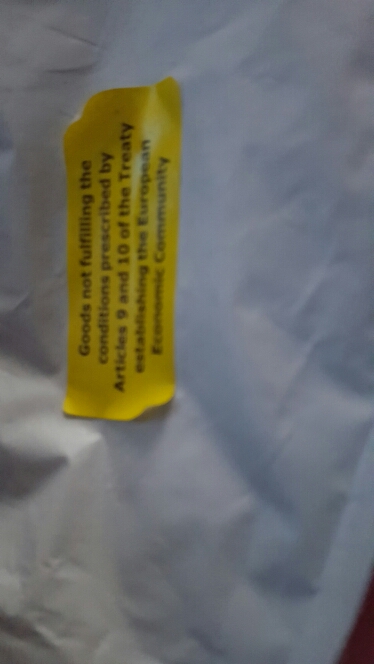 Goods not fulfilling the
conditions prescribed by
Articles 9 and 10 of the Treaty
establishing the European
Economic Community